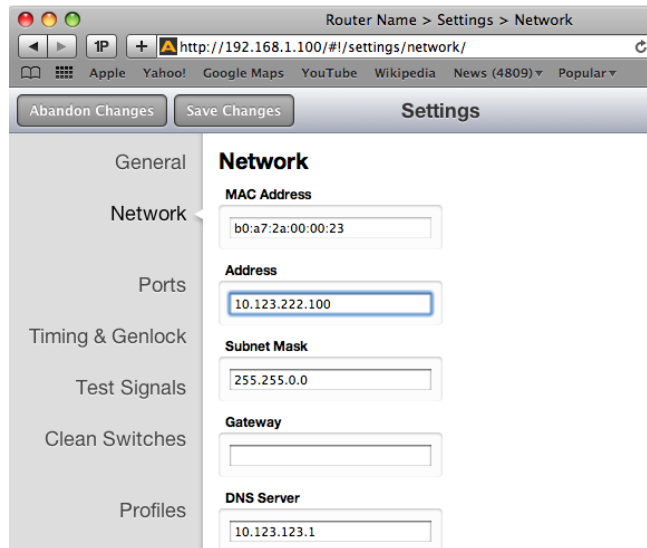 Router Name > Settings > Network
1P + A http://192.168.1.100/#!/settings/network/
Apple Yahoo! Google Maps YouTube Wikipedia News (4809) Popular
Abandon Changes Save Changes Settings
General
Network
Ports
Timing & Genlock
Test Signals
Clean Switches
Profiles
Network
MAC Address
b0:a7:2a:00:00:23
Address
10.123.222.100
Subnet Mask
255.255.0.0
Gateway
DNS Server
10.123.123.1